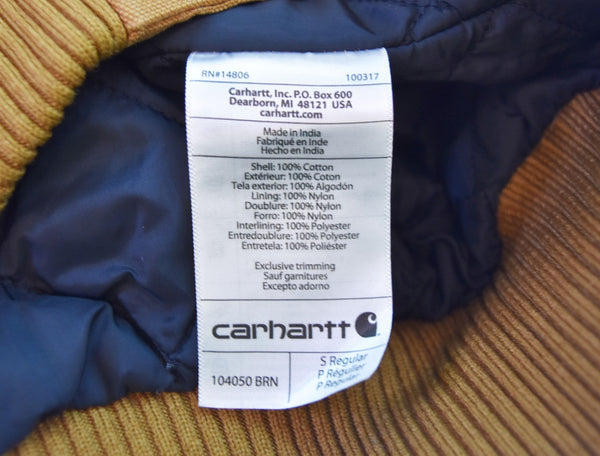 RN#14806 100317
Carhartt, Inc. P.O. Box 600
Dearborn, MI 48121 USA
carhartt.com
Made in India
Fabriqué en Inde
Hecho en India
Shell: 100% Cotton
Extérieur: 100% Coton
Tela exterior: 100% Algodón
Lining: 100% Nylon
Doublure: 100% Nylon
Forro: 100% Nylon
Interlining: 100% Polyester
Entredoublure: 100% Polyester
Entretela: 100% Poliéster
Exclusive trimming
Sauf garnitures
Excepto adorno
carhartt
104050 BRN
S Regular
P Régulier
P Regular